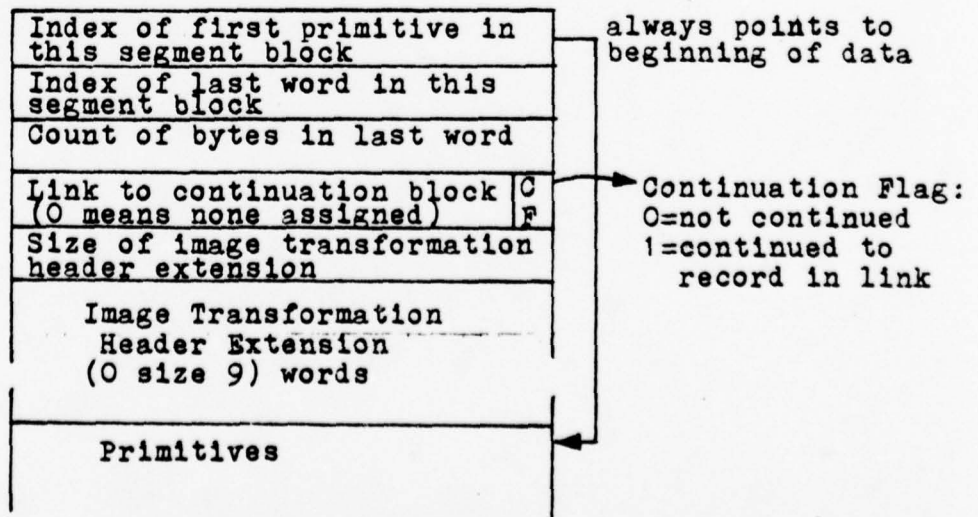 Index of first primitive in
this segment block
always points to
beginning of data
Index of last word in this
segment block
Count of bytes in last word
Link to continuation block
(0 means none assigned)
C
F
Continuation Flag:
0=not continued
1=continued to
record in link
Size of image transformation
header extension
Image Transformation
Header Extension
(0 size 9) words
Primitives